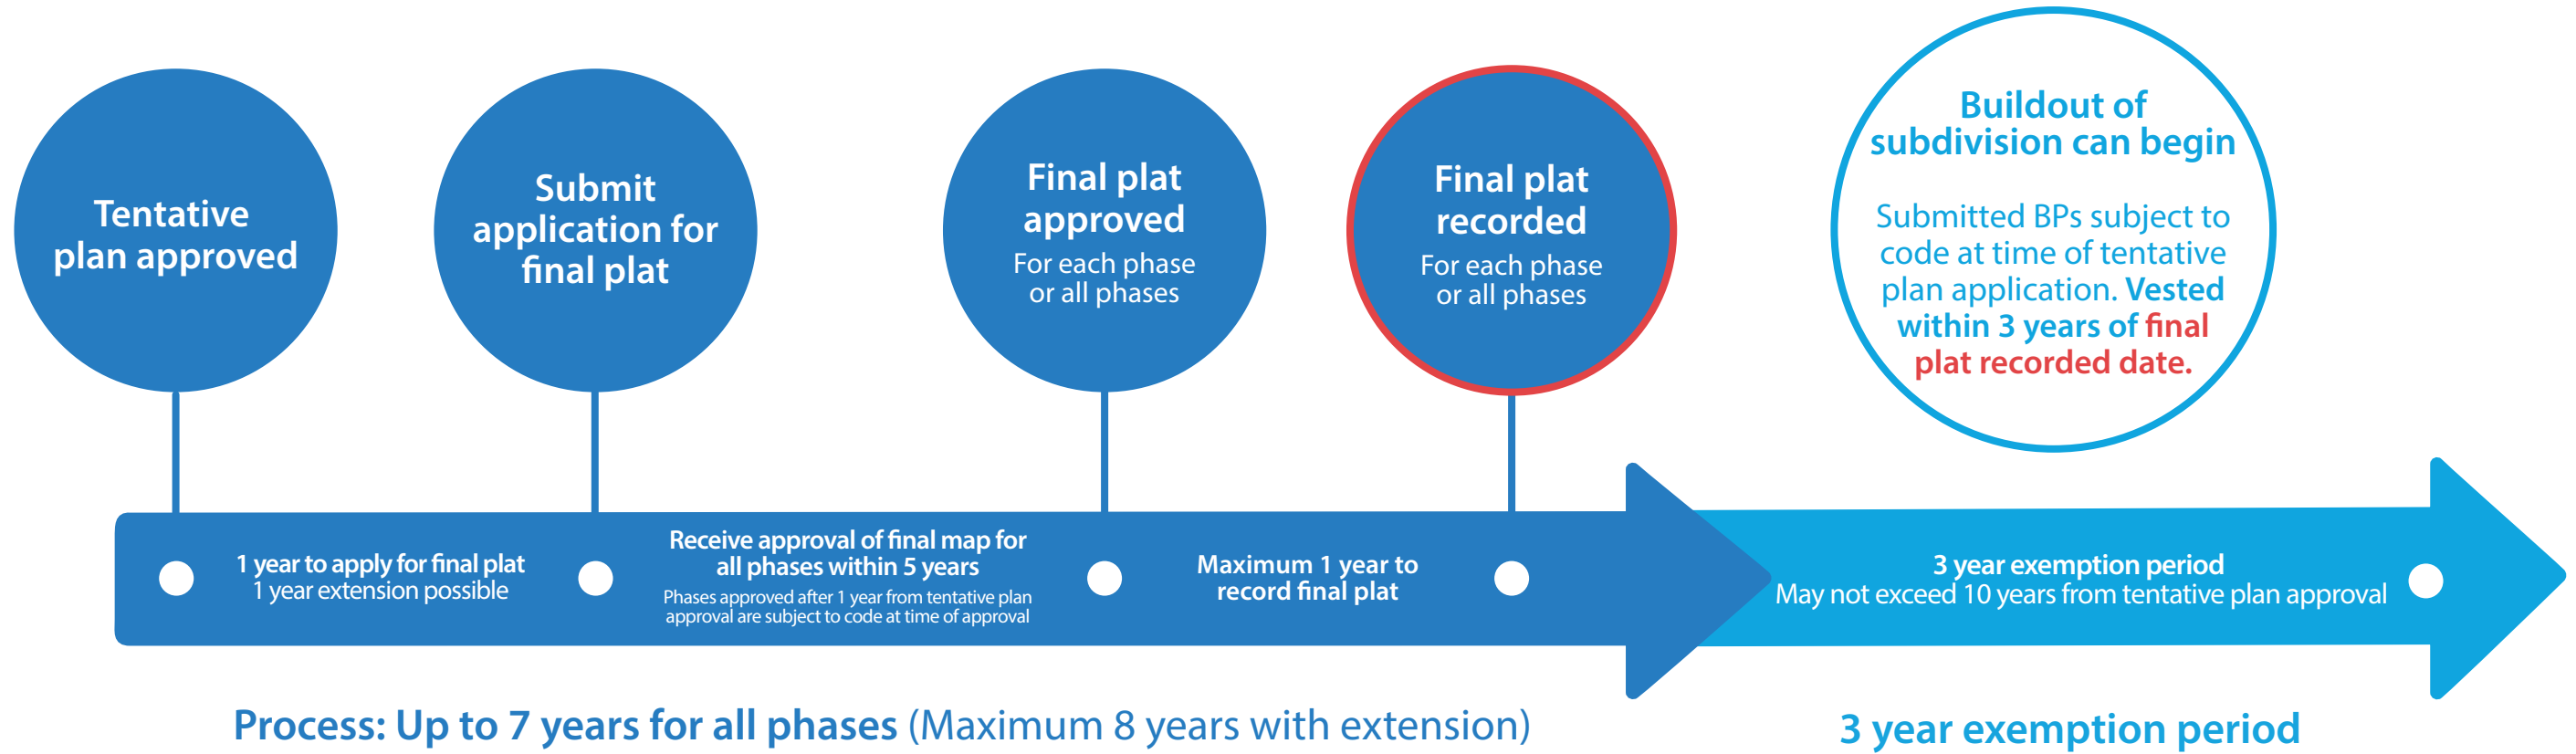 Tentative
plan approved
Submit
application for
final plat
Final plat
approved
For each phase
or all phases
Final plat
recorded
For each phase
or all phases
Buildout of
subdivision can begin
Submitted BPs subject to
code at time of tentative
plan application. Vested
within 3 years of final
plat recorded date.
1 year to apply for final plat
1 year extension possible
Receive approval of final map for
all phases within 5 years
Phases approved after 1 year from tentative plan
approval are subject to code at time of approval
Maximum 1 year to
record final plat
3 year exemption period
May not exceed 10 years from tentative plan approval
Process: Up to 7 years for all phases (Maximum 8 years with extension)
3 year exemption period